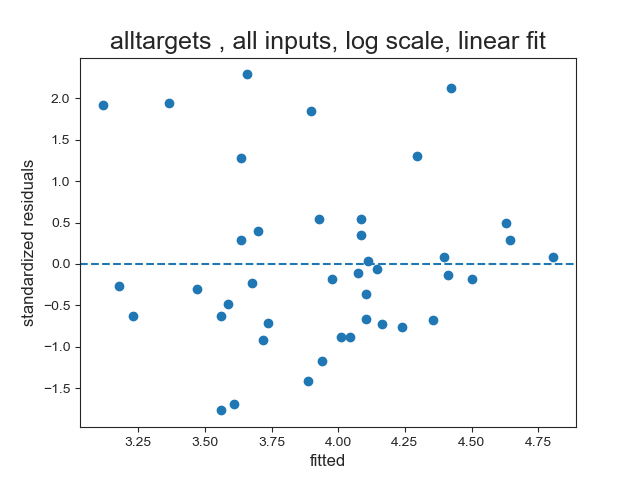 alltargets , all inputs, log scale, linear fit
standardized residuals
2.0
1.5
1.0
0.5
0.0
−0.5
−1.0
−1.5
3.25 3.50 3.75 4.00 4.25 4.50 4.75
fitted